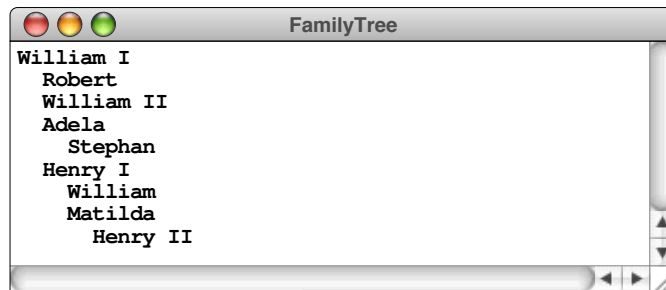 FamilyTree
William I
  Robert
  William II
  Adela
    Stephan
  Henry I
    William
    Matilda
      Henry II